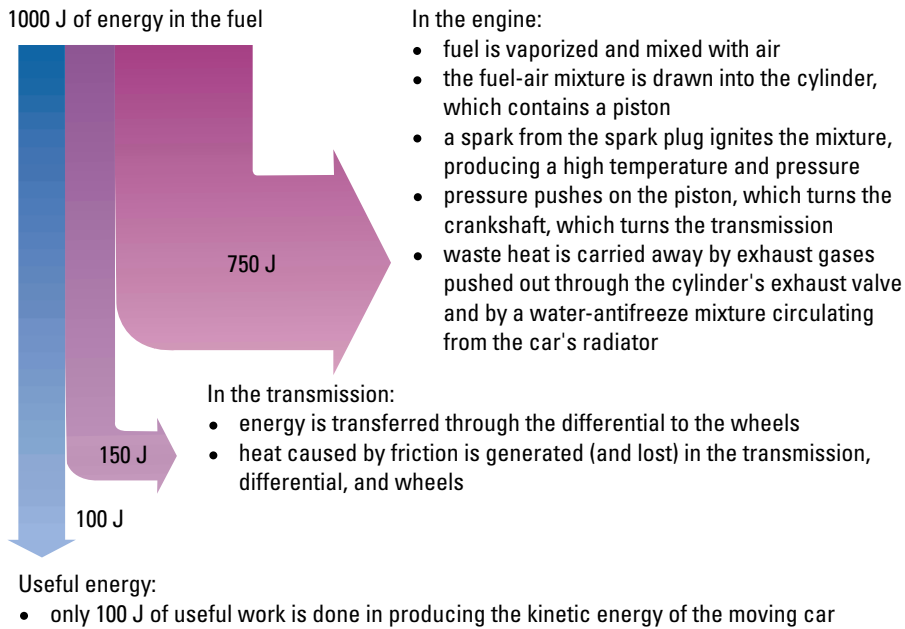 1000 J of energy in the fuel
In the engine:
• fuel is vaporized and mixed with air
• the fuel-air mixture is drawn into the cylinder,
which contains a piston
• a spark from the spark plug ignites the mixture,
producing a high temperature and pressure
• pressure pushes on the piston, which turns the
crankshaft, which turns the transmission
• waste heat is carried away by exhaust gases
pushed out through the cylinder's exhaust valve
and by a water-antifreeze mixture circulating
from the car's radiator
750 J
In the transmission:
• energy is transferred through the differential to the wheels
• heat caused by friction is generated (and lost) in the transmission,
differential, and wheels
150 J
100 J
Useful energy:
• only 100 J of useful work is done in producing the kinetic energy of the moving car